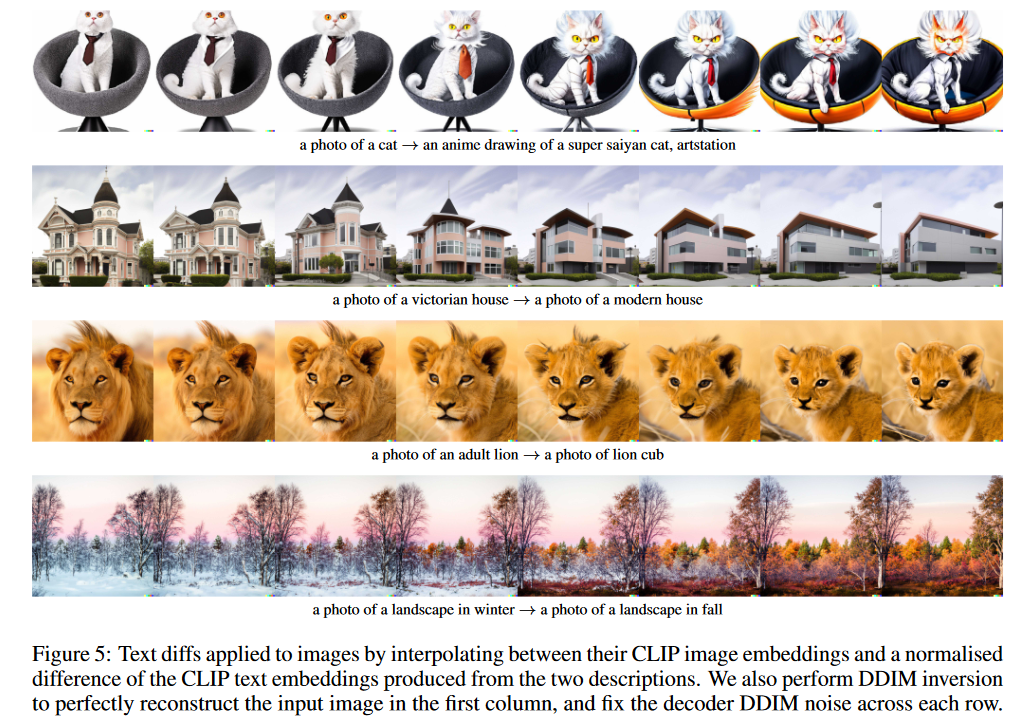 a photo of a cat → an anime drawing of a super saiyan cat, artstation
a photo of a victorian house → a photo of a modern house
a photo of an adult lion → a photo of lion cub
a photo of a landscape in winter → a photo of a landscape in fall
Figure 5: Text diffs applied to images by interpolating between their CLIP image embeddings and a normalised
difference of the CLIP text embeddings produced from the two descriptions. We also perform DDIM inversion
to perfectly reconstruct the input image in the first column, and fix the decoder DDIM noise across each row.